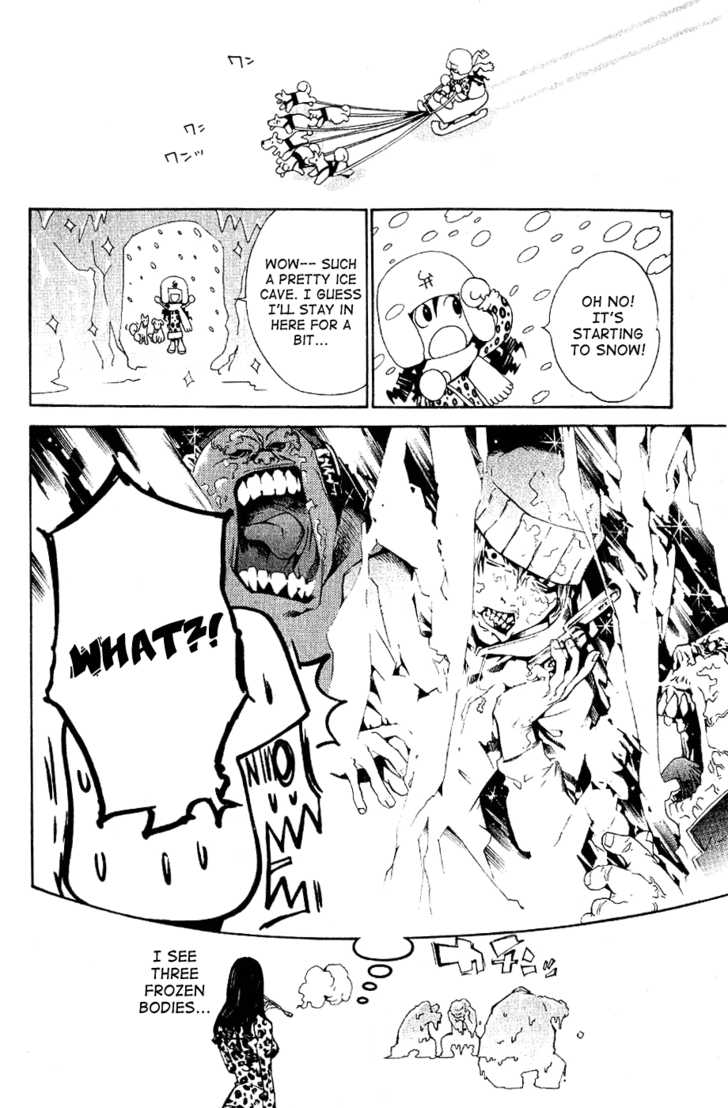 ワン
ワン
ワンッ
OH NO!
IT'S
STARTING
TO SNOW!
WOW-- SUCH
A PRETTY ICE
CAVE. I GUESS
I'LL STAY IN
HERE FOR A
BIT...
WHAT?!
I SEE
THREE
FROZEN
BODIES...